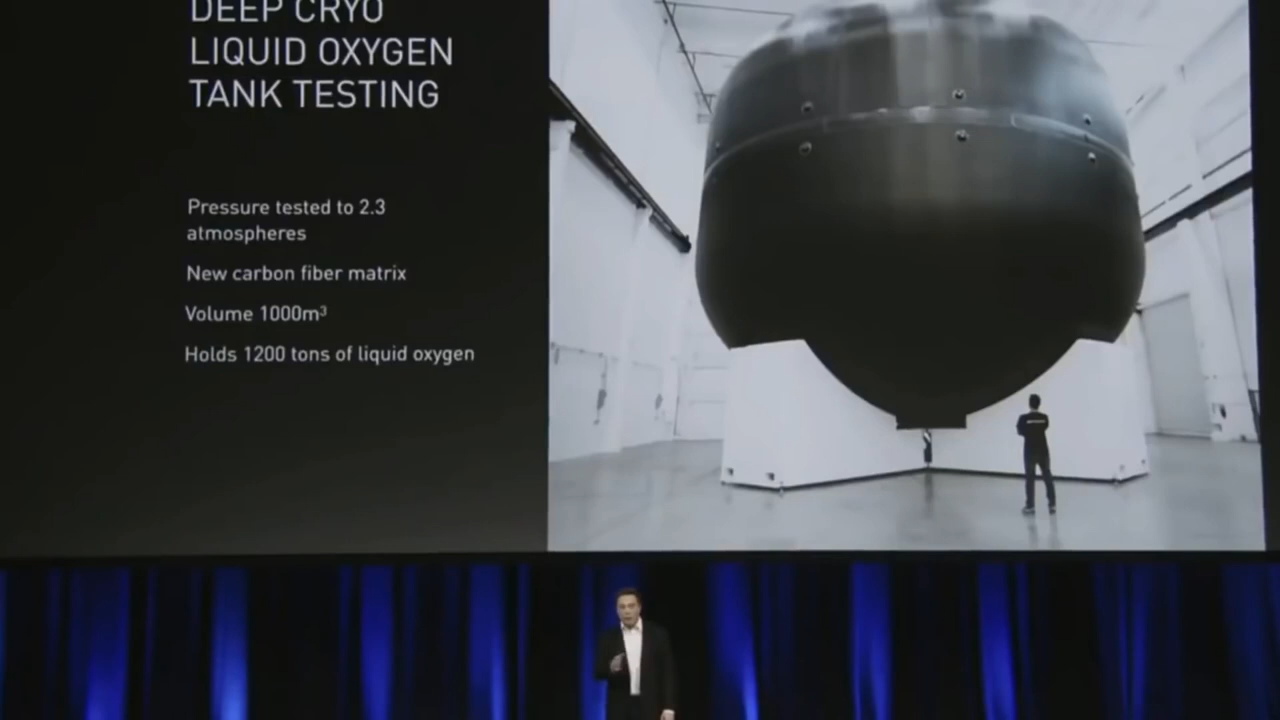 DEEP CRYO
LIQUID OXYGEN
TANK TESTING
Pressure tested to 2.3
atmospheres
New carbon fiber matrix
Volume 1000m³
Holds 1200 tons of liquid oxygen